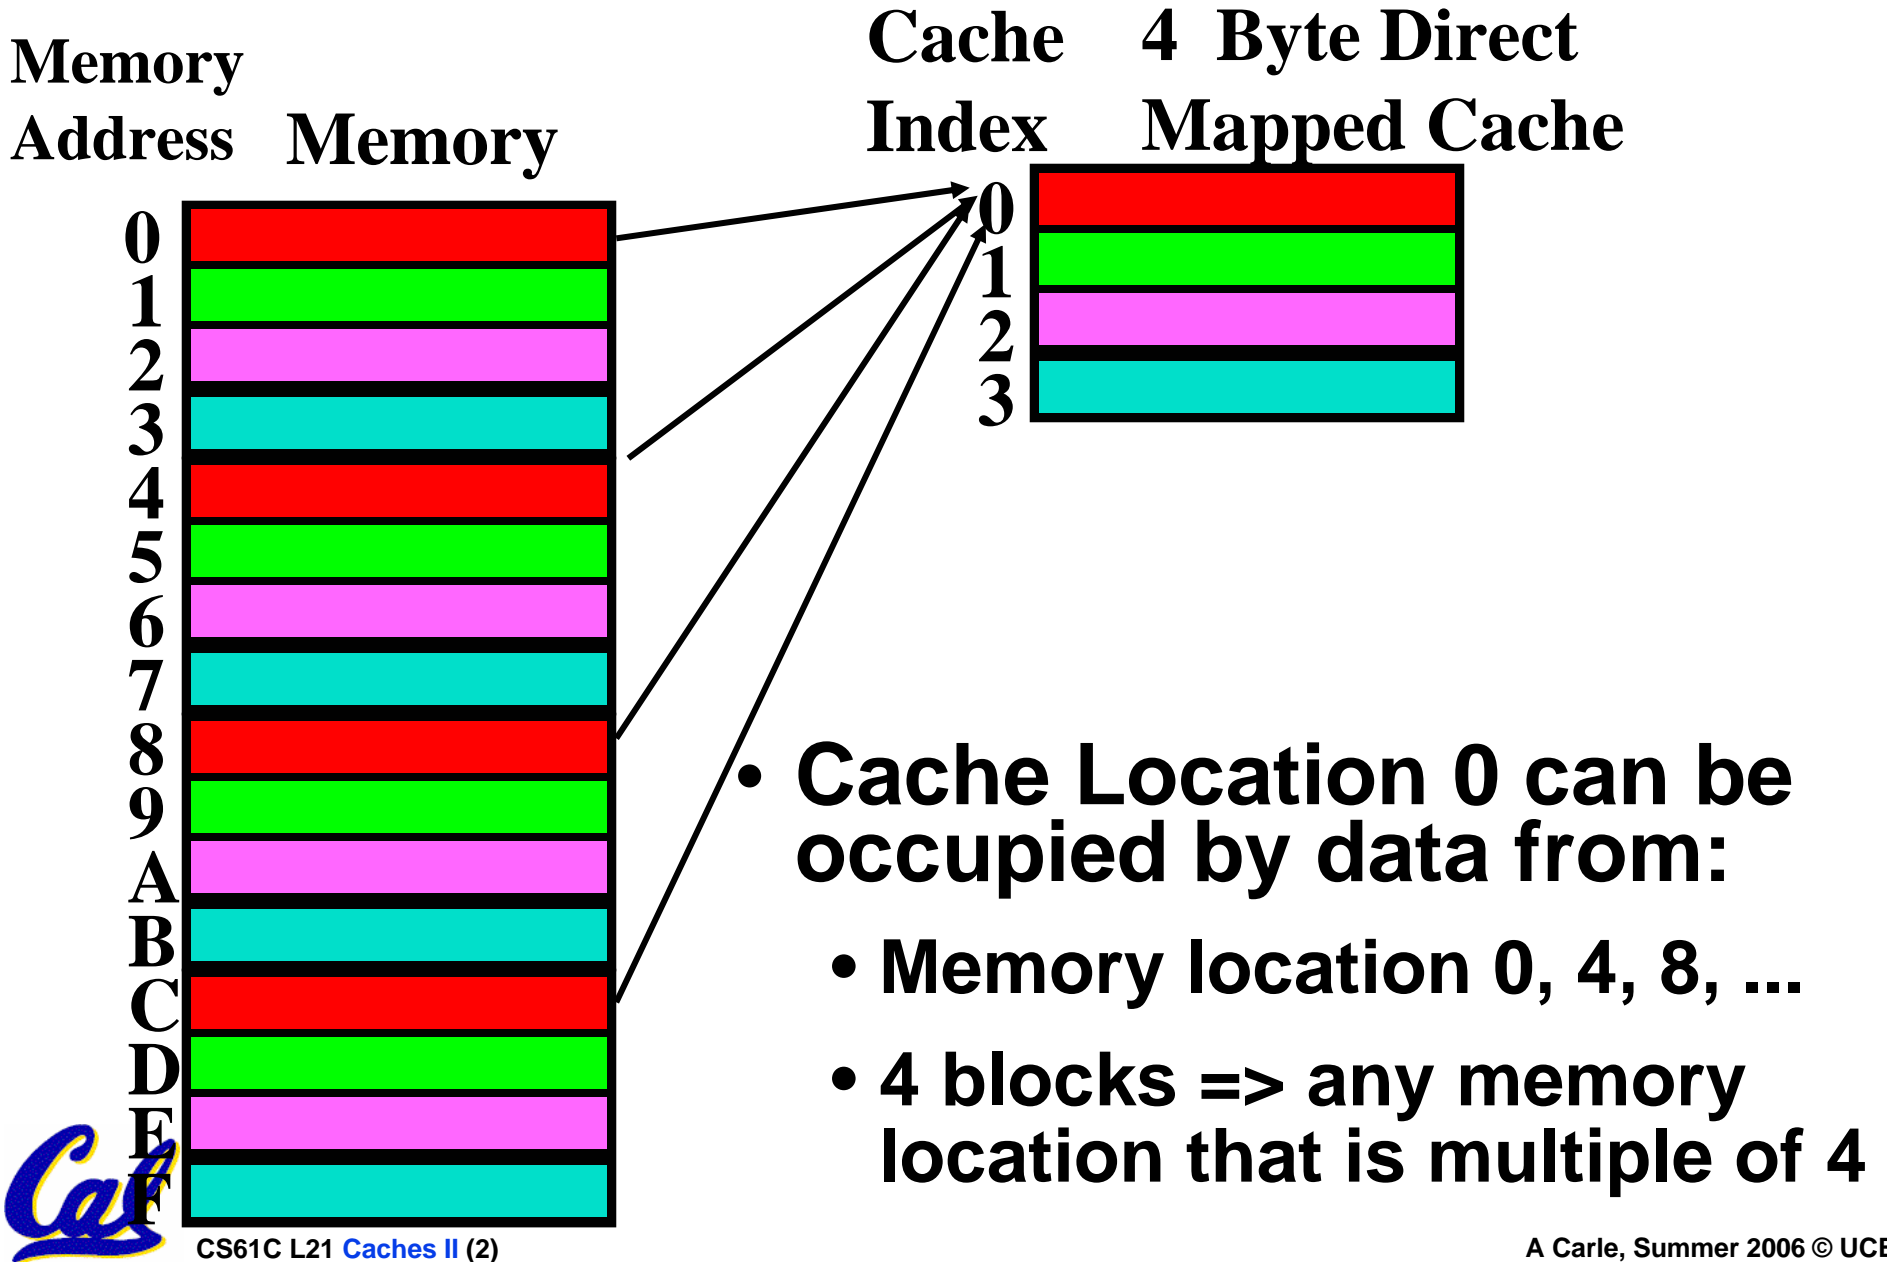 Memory
Address
Memory
0
1
2
3
4
5
6
7
8
9
A
B
C
D
E
F
Cache
Index
4 Byte Direct
Mapped Cache
0
1
2
3
• Cache Location 0 can be
occupied by data from:
• Memory location 0, 4, 8, ...
• 4 blocks => any memory
location that is multiple of 4
Cal
CS61C L21 Caches II (2)
A Carle, Summer 2006 © UCB